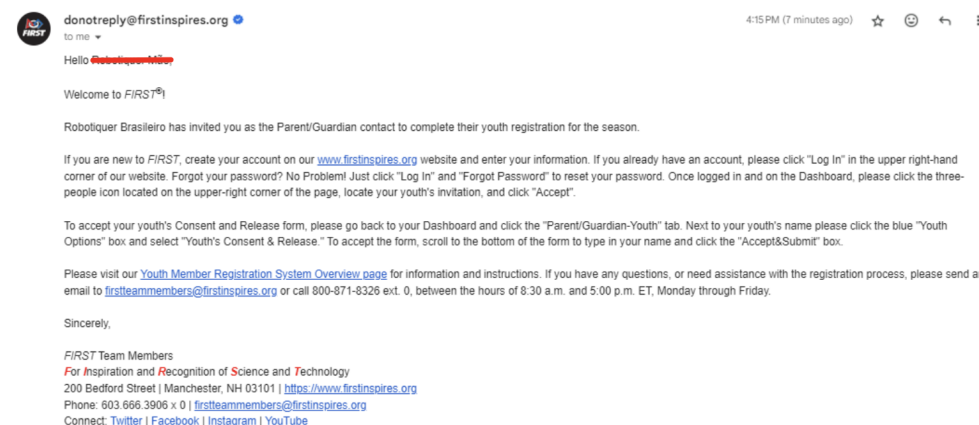 FIRST
donotreply@firstinspires.org
4:15 PM (7 minutes ago)
to me
Hello
Welcome to FIRST®!
Robotiquer Brasileiro has invited you as the Parent/Guardian contact to complete their youth registration for the season.
If you are new to FIRST, create your account on our www.firstinspires.org website and enter your information. If you already have an account, please click "Log In" in the upper right-hand
corner of our website. Forgot your password? No Problem! Just click "Log In" and "Forgot Password" to reset your password. Once logged in and on the Dashboard, please click the three-
people icon located on the upper-right corner of the page, locate your youth's invitation, and click "Accept".
To accept your youth's Consent and Release form, please go back to your Dashboard and click the "Parent/Guardian-Youth" tab. Next to your youth's name please click the blue "Youth
Options" box and select "Youth's Consent & Release." To accept the form, scroll to the bottom of the form to type in your name and click the "Accept&Submit" box.
Please visit our Youth Member Registration System Overview page for information and instructions. If you have any questions, or need assistance with the registration process, please send a
email to firstteammembers@firstinspires.org or call 800-871-8326 ext. 0, between the hours of 8:30 a.m. and 5:00 p.m. ET, Monday through Friday.
Sincerely,
FIRST Team Members
For Inspiration and Recognition of Science and Technology
200 Bedford Street | Manchester, NH 03101 | https://www.firstinspires.org
Phone: 603.666.3906 x 0 | firstteammembers@firstinspires.org
Connect: Twitter | Facebook | Instagram | YouTube